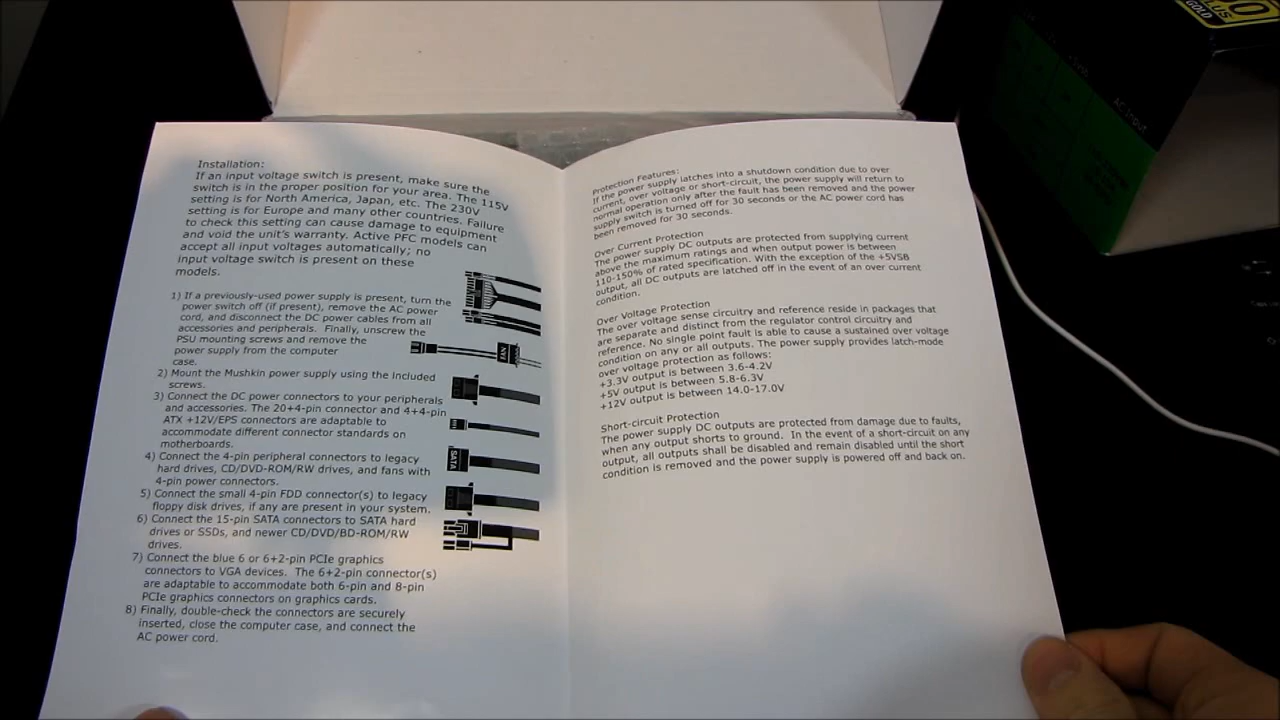 Installation:
If an input voltage switch is present, make sure the
switch is in the proper position for your area. The 115V
setting is for North America, Japan, etc. The 230V
setting is for Europe and many other countries. Failure
to check this setting can cause damage to equipment
and void the unit's warranty. Active PFC models can
accept all input voltages automatically; no
input voltage switch is present on these
models.
1) If a previously-used power supply is present, turn the
power switch off (if present), remove the AC power
cord, and disconnect the DC power cables from all
accessories and peripherals. Finally, unscrew the
PSU mounting screws and remove the
power supply from the computer
case.
2) Mount the Mushkin power supply using the included
screws.
3) Connect the DC power connectors to your peripherals
and accessories. The 20+4-pin connector and 4+4-pin
ATX +12V/EPS connectors are adaptable to
accommodate different connector standards on
motherboards.
4) Connect the 4-pin peripheral connectors to legacy
hard drives, CD/DVD-ROM/RW drives, and fans with
4-pin power connectors.
5) Connect the small 4-pin FDD connector(s) to legacy
floppy disk drives, if any are present in your system.
6) Connect the 15-pin SATA connectors to SATA hard
drives or SSDs, and newer CD/DVD/BD-ROM/RW
drives.
7) Connect the blue 6 or 6+2-pin PCIe graphics
connectors to VGA devices. The 6+2-pin connector(s)
are adaptable to accommodate both 6-pin and 8-pin
PCIe graphics connectors on graphics cards.
8) Finally, double-check the connectors are securely
inserted, close the computer case, and connect the
AC power cord.
FAN
SATA
Protection Features:
If the power supply latches into a shutdown condition due to over
current, over voltage or short-circuit, the power supply will return to
normal operation only after the fault has been removed and the power
supply switch is turned off for 30 seconds or the AC power cord has
been removed for 30 seconds.
Over Current Protection
The power supply DC outputs are protected from supplying current
above the maximum ratings and when output power is between
110-150% of rated specification. With the exception of the +5VSB
output, all DC outputs are latched off in the event of an over current
condition.
Over Voltage Protection
The over voltage sense circuitry and reference reside in packages that
are separate and distinct from the regulator control circuitry and
reference. No single point fault is able to cause a sustained over voltage
condition on any or all outputs. The power supply provides latch-mode
over voltage protection as follows:
+3.3V output is between 3.6-4.2V
+5V output is between 5.8-6.3V
+12V output is between 14.0-17.0V
Short-circuit Protection
The power supply DC outputs are protected from damage due to faults,
when any output shorts to ground. In the event of a short-circuit on any
output, all outputs shall be disabled and remain disabled until the short
condition is removed and the power supply is powered off and back on.
GOLD
AC Input